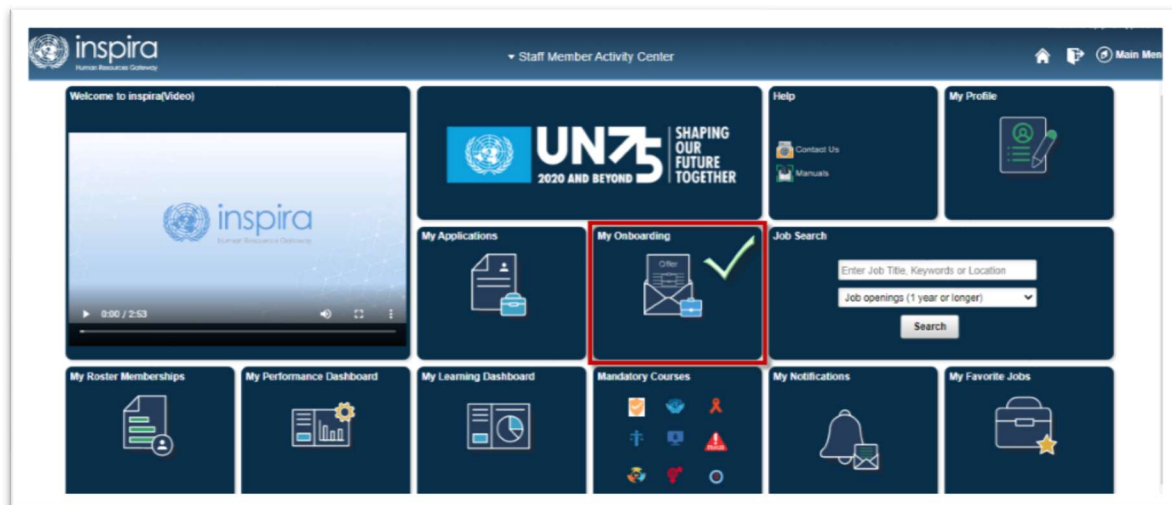 inspira
Human Resources Gateway
Staff Member Activity Center
Main Men
Welcome to inspira(Video)
inspira
Human Resources Gateway
0:00 / 2:53
UN75
2020 AND BEYOND
SHAPING
OUR
FUTURE
TOGETHER
Help
Contact Us
Manuals
My Profile
My Applications
My Onboarding
Offer
Job Search
Enter Job Title, Keywords or Location
Job openings (1 year or longer)
Search
My Roster Memberships
My Performance Dashboard
My Learning Dashboard
Mandatory Courses
My Notifications
My Favorite Jobs